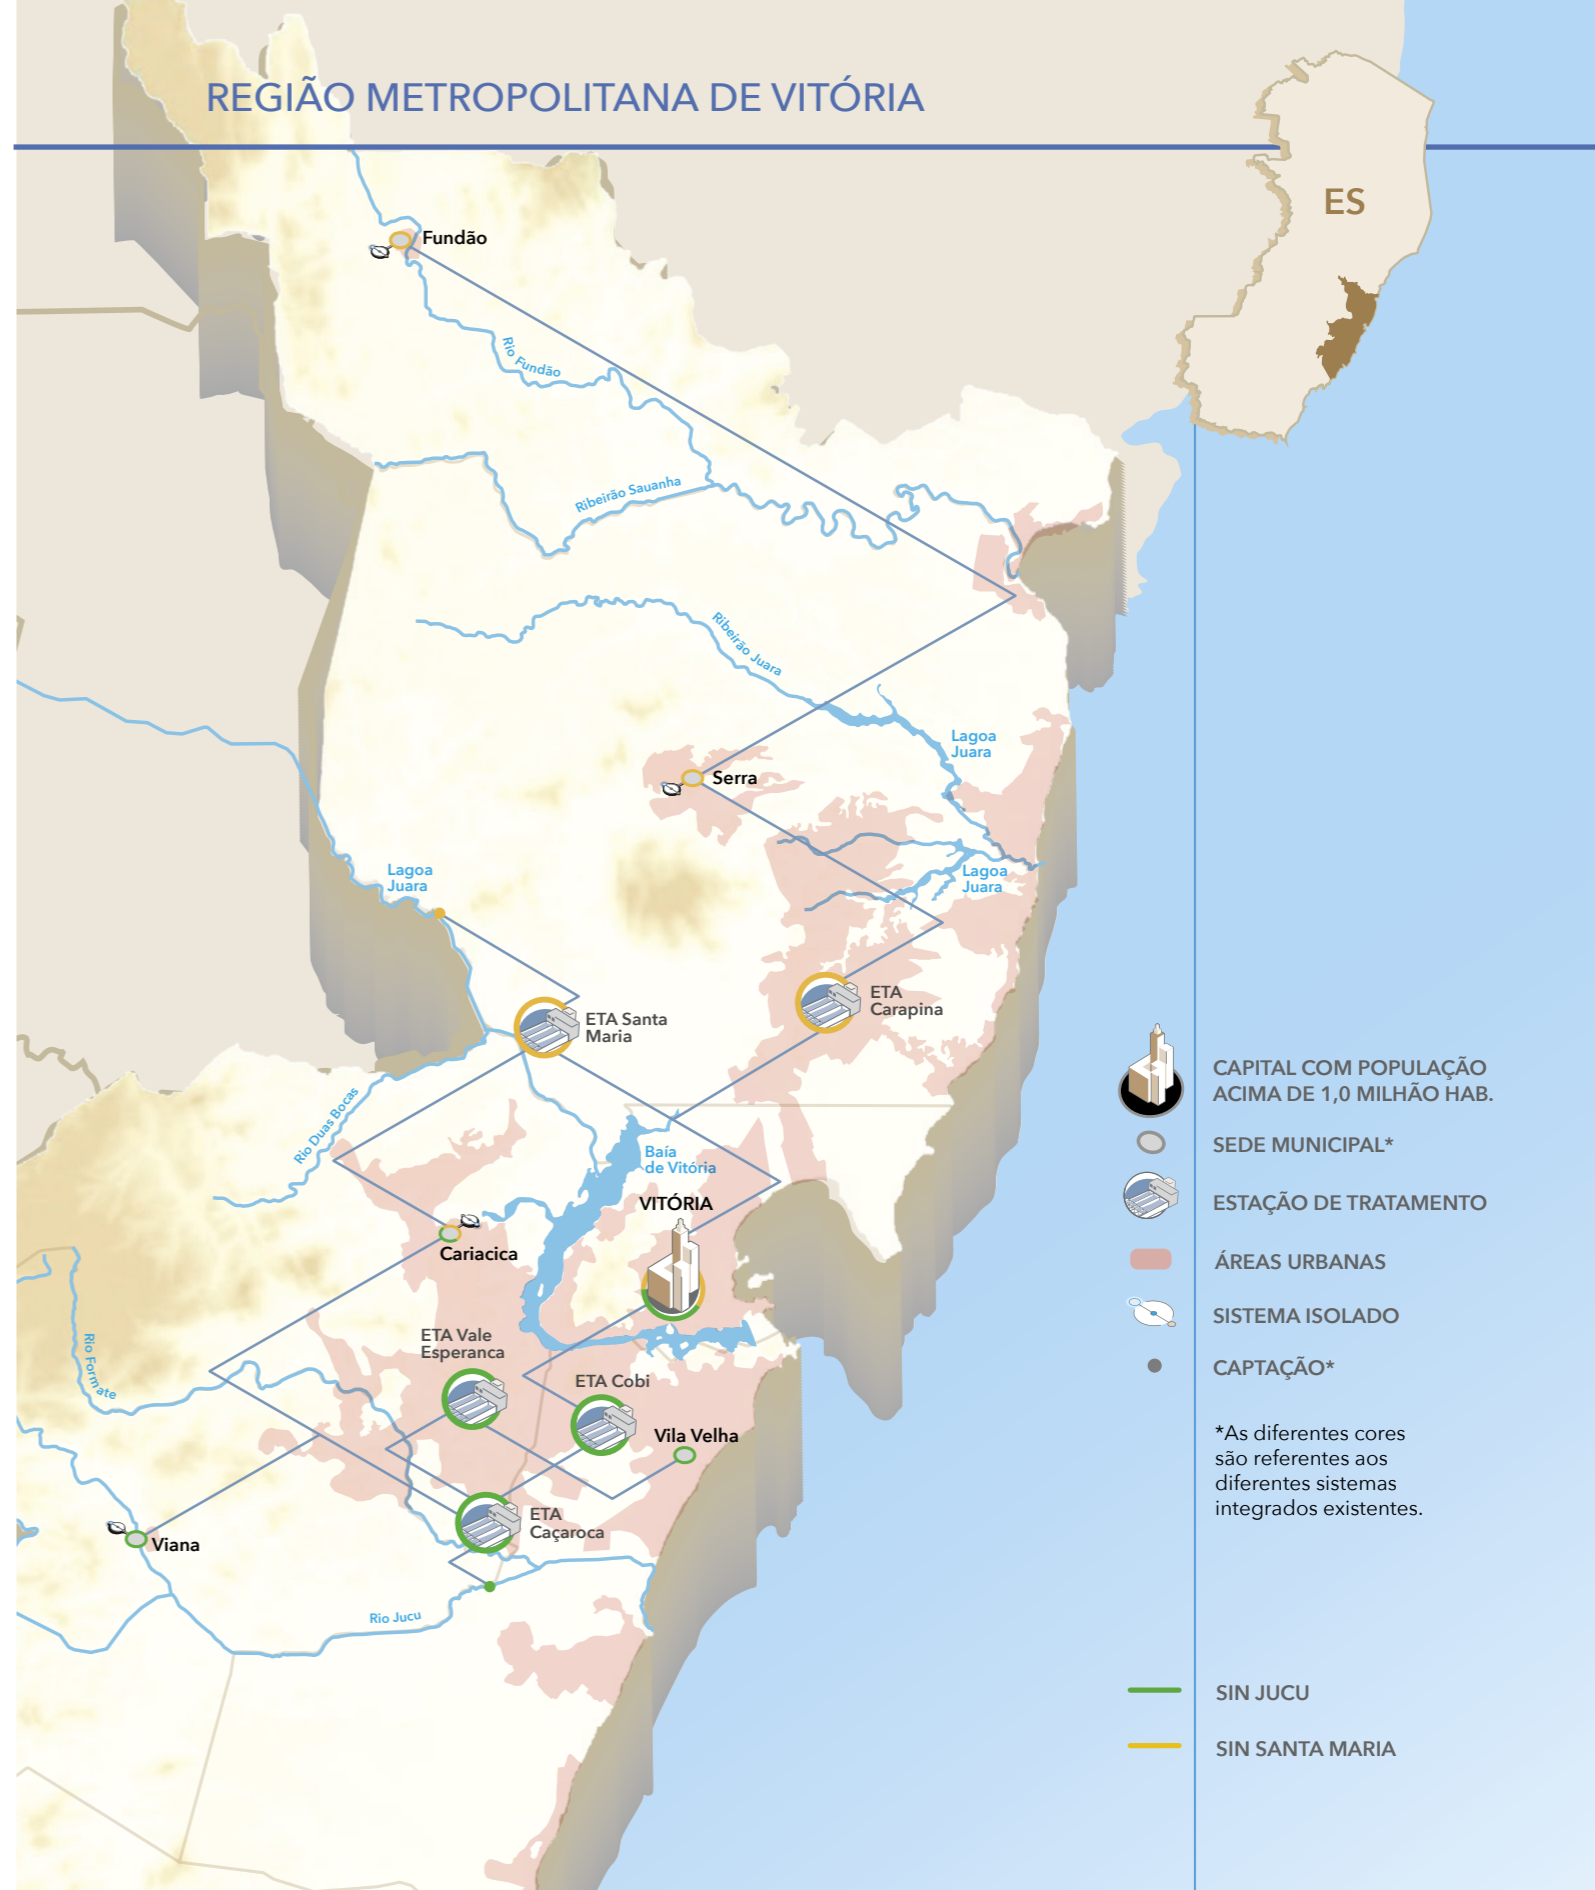 REGIÃO METROPOLITANA DE VITÓRIA
ES
Fundão
Rio Fundão
Ribeirão Sauanha
Ribeirão Juara
Lagoa
Juara
Serra
Lagoa
Juara
Lagoa
Juara
ETA
Carapina
ETA Santa
Maria
Rio Duas Bocas
Baía
de Vitória
VITÓRIA
Cariacica
ETA Vale
Esperanca
Rio Formate
ETA Cobi
Vila Velha
ETA
Caçaroca
Viana
Rio Jucu
CAPITAL COM POPULAÇÃO
ACIMA DE 1,0 MILHÃO HAB.
SEDE MUNICIPAL*
ESTAÇÃO DE TRATAMENTO
ÁREAS URBANAS
SISTEMA ISOLADO
CAPTAÇÃO*
*As diferentes cores
são referentes aos
diferentes sistemas
integrados existentes.
SIN JUCU
SIN SANTA MARIA